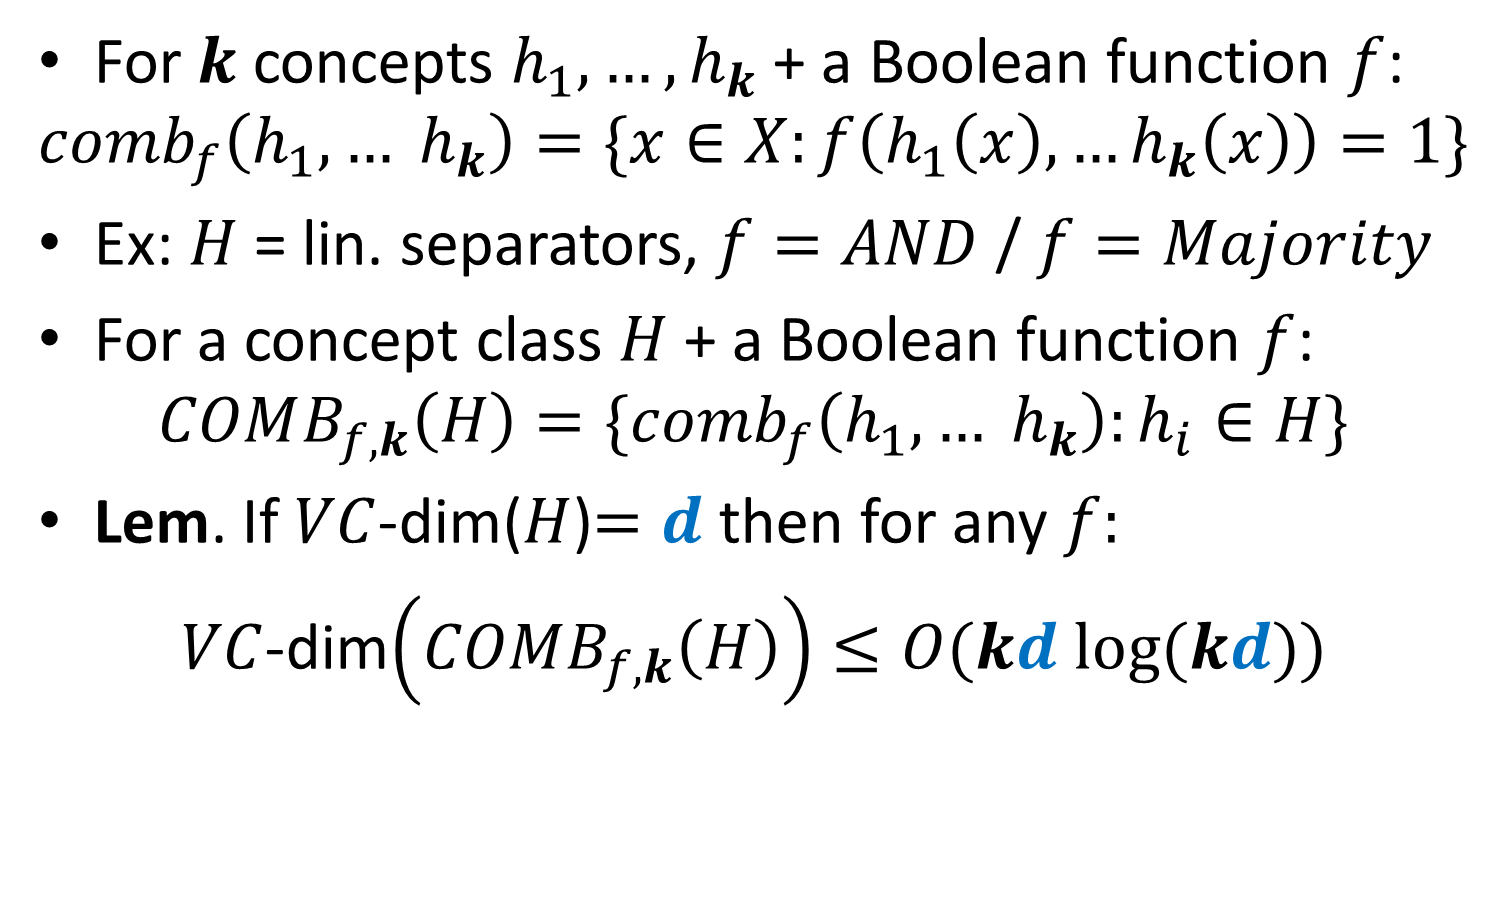 • For k concepts h₁, … , hₖ + a Boolean function f:
comb_f(h₁, … hₖ) = {x ∈ X: f(h₁(x), … hₖ(x)) = 1}
• Ex: H = lin. separators, f = AND / f = Majority
• For a concept class H + a Boolean function f:
COMB_{f,k}(H) = {comb_f(h₁, … hₖ): hᵢ ∈ H}
• Lem. If VC-dim(H)= d then for any f:
VC-dim(COMB_{f,k}(H)) ≤ O(kd log(kd))